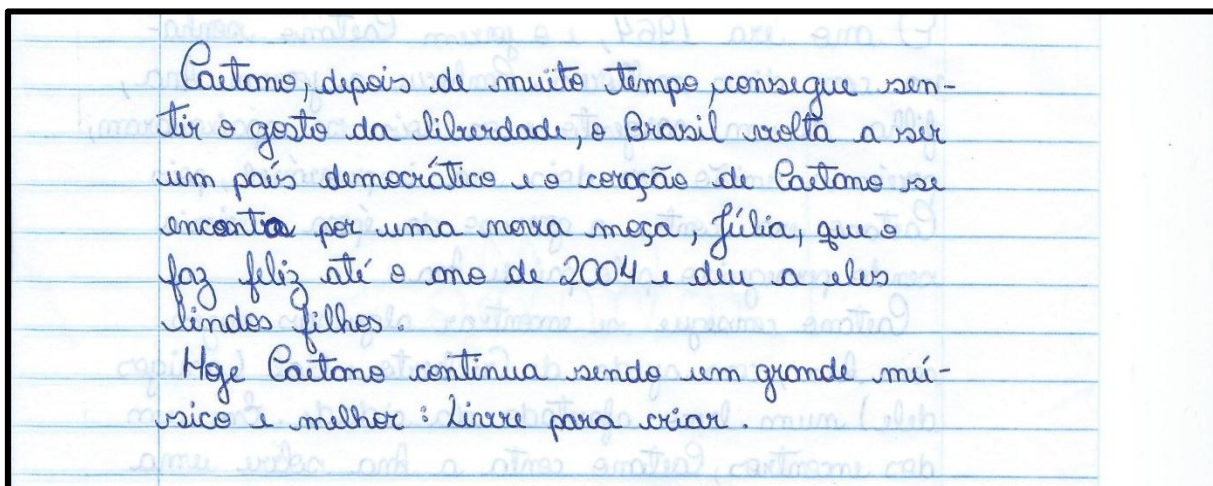 Caetano, depois de muito tempo, consegue sen-
tir o gosto da liberdade, o Brasil volta a ser
um país democrático e o coração de Caetano se
encanta por uma nova moça, Júlia, que o
faz feliz até o ano de 2004 e deu a eles
lindos filhos.
Hoje Caetano continua sendo um grande mú-
sico e melhor: Livre para criar.